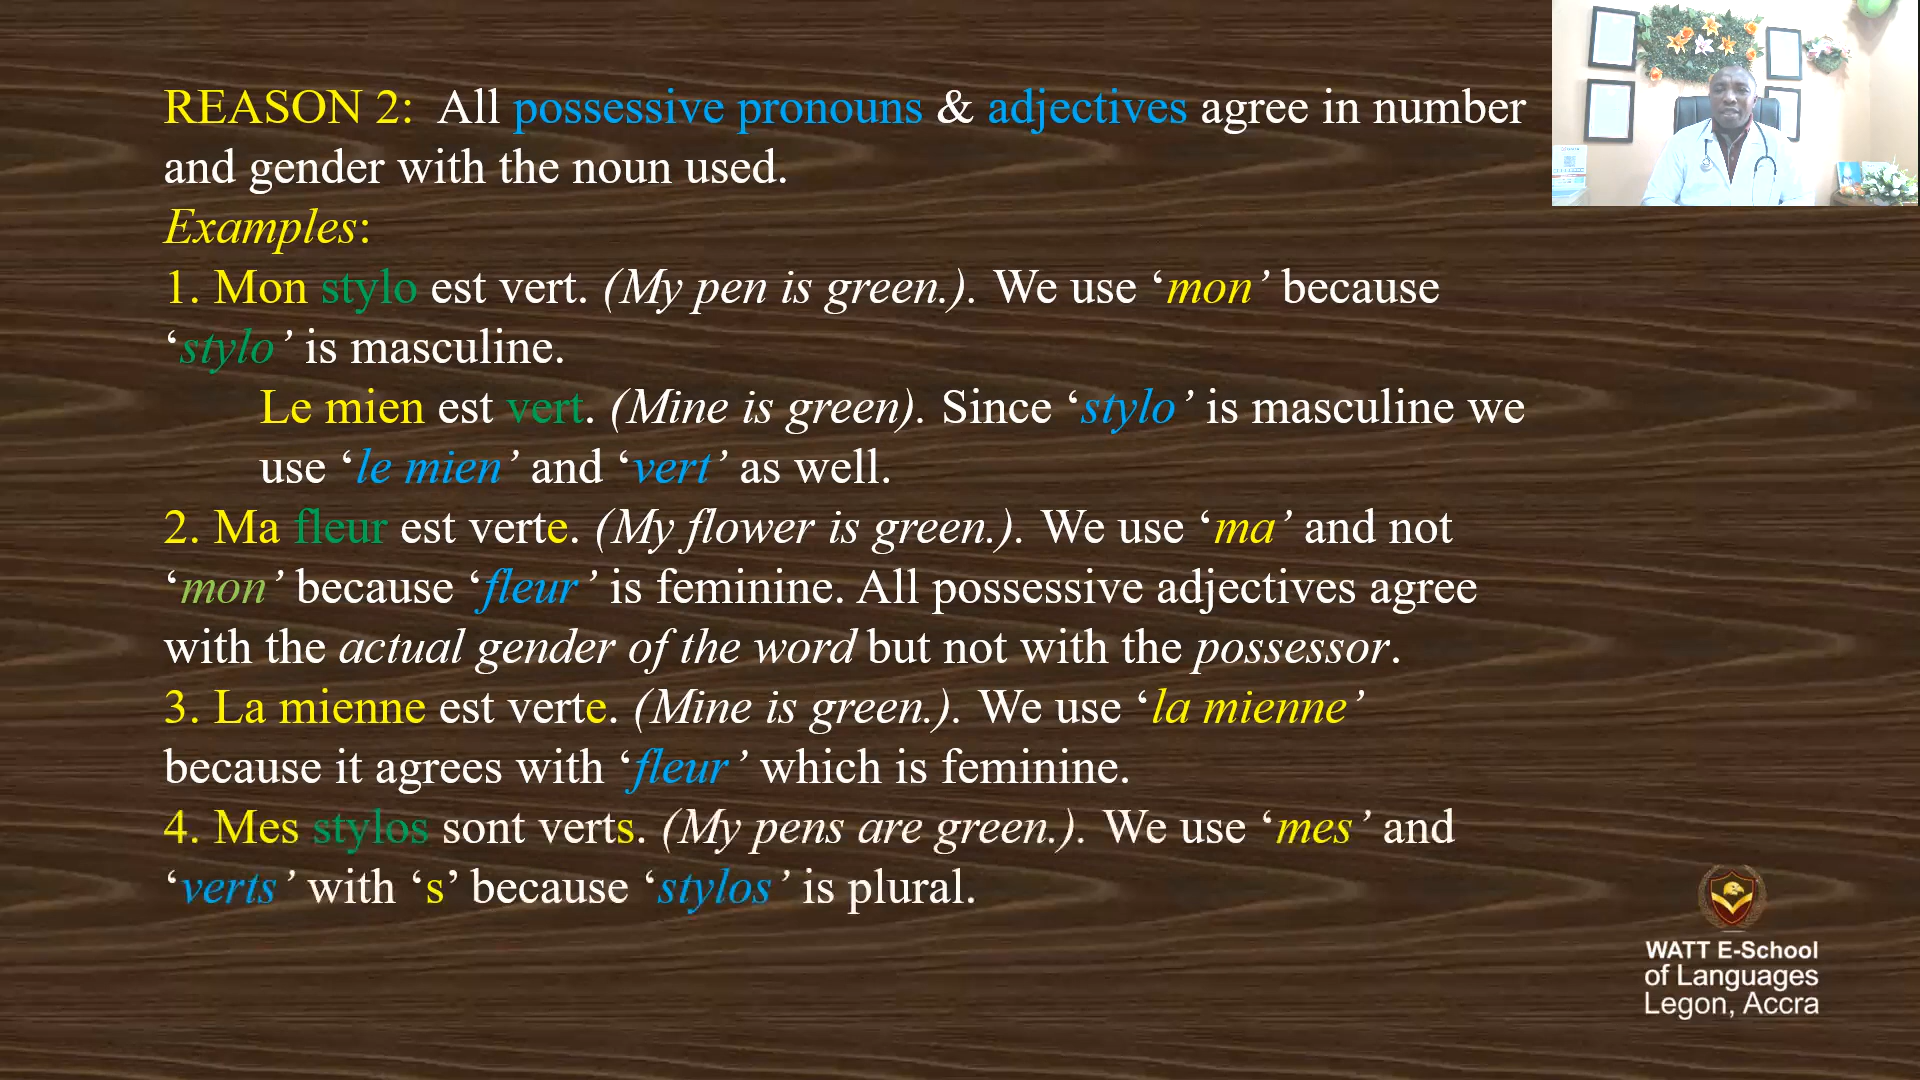 REASON 2: All possessive pronouns & adjectives agree in number
and gender with the noun used.
Examples:
1. Mon stylo est vert. (My pen is green.). We use ‘mon’ because
‘stylo’ is masculine.
Le mien est vert. (Mine is green). Since ‘stylo’ is masculine we
use ‘le mien’ and ‘vert’ as well.
2. Ma fleur est verte. (My flower is green.). We use ‘ma’ and not
‘mon’ because ‘fleur’ is feminine. All possessive adjectives agree
with the actual gender of the word but not with the possessor.
3. La mienne est verte. (Mine is green.). We use ‘la mienne’
because it agrees with ‘fleur’ which is feminine.
4. Mes stylos sont verts. (My pens are green.). We use ‘mes’ and
‘verts’ with ‘s’ because ‘stylos’ is plural.
WATT E-School
of Languages
Legon, Accra